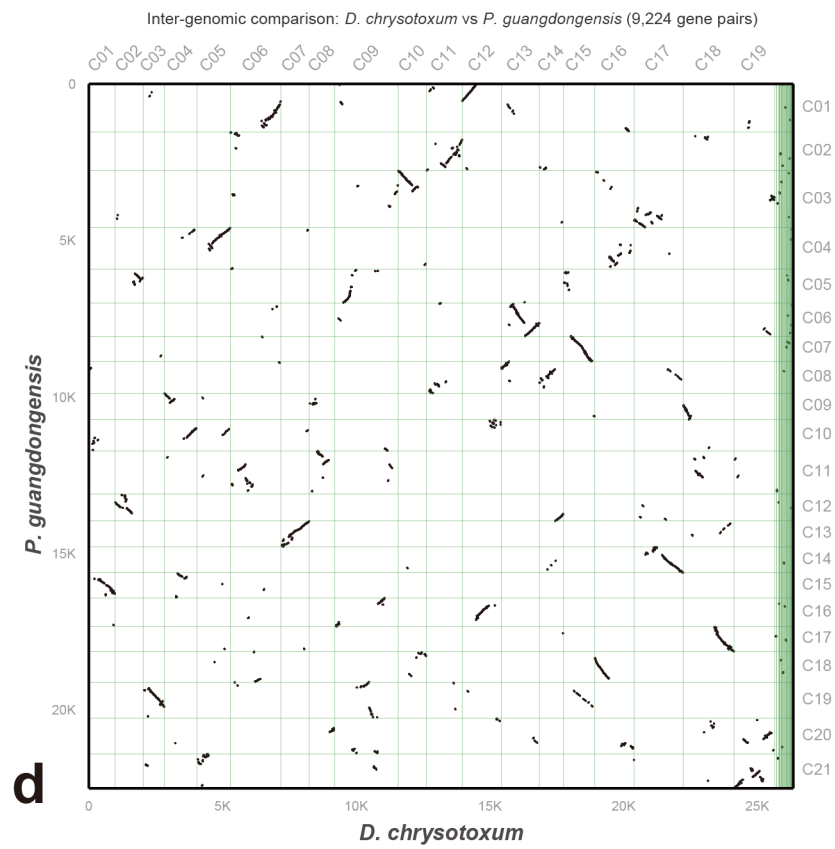 Inter-genomic comparison: D. chrysotoxum vs P. guangdongensis (9,224 gene pairs)
C01 C02 C03 C04 C05 C06 C07 C08 C09 C10 C11 C12 C13 C14 C15 C16 C17 C18 C19
0
C01
C02
C03
5K
C04
C05
C06
C07
C08
10K
C09
C10
C11
C12
C13
15K
C14
C15
C16
C17
C18
C19
20K
C20
C21
P. guangdongensis
d
0 5K 10K 15K 20K 25K
D. chrysotoxum